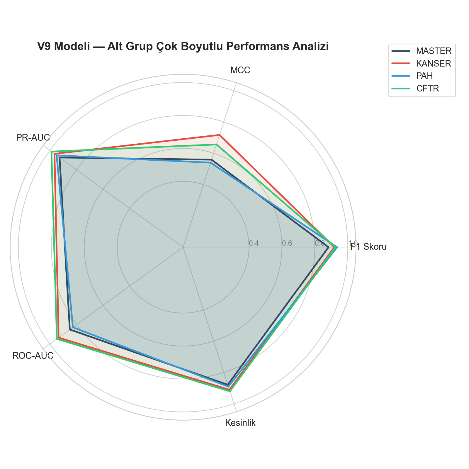 V9 Modeli — Alt Grup Çok Boyutlu Performans Analizi
MASTER
KANSER
PAH
CFTR
MCC
PR-AUC
0.4
0.6
F1 Skoru
ROC-AUC
Kesinlik